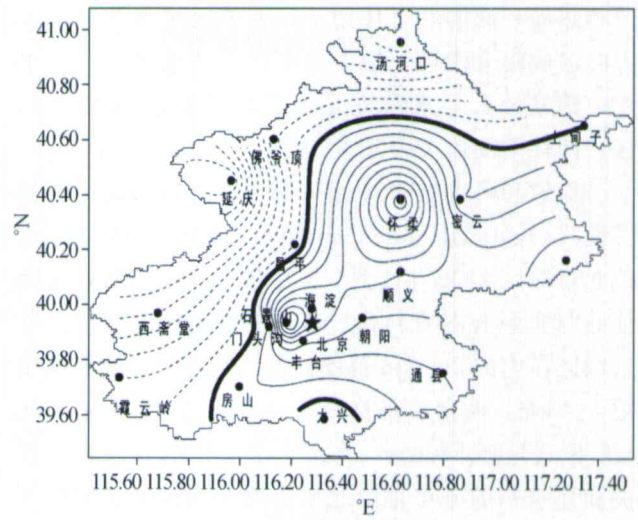 41.00
汤河口
40.80
上甸子
40.60
佛爷顶
延庆
40.40
怀柔
密云
°N
40.20
昌平
顺义
海淀
40.00
石景山
西斋堂
门头沟
北京
朝阳
39.80
丰台
通县
霞云岭
房山
大兴
39.60
115.60 115.80 116.00 116.20 116.40 116.60 116.80 117.00 117.20 117.40
°E